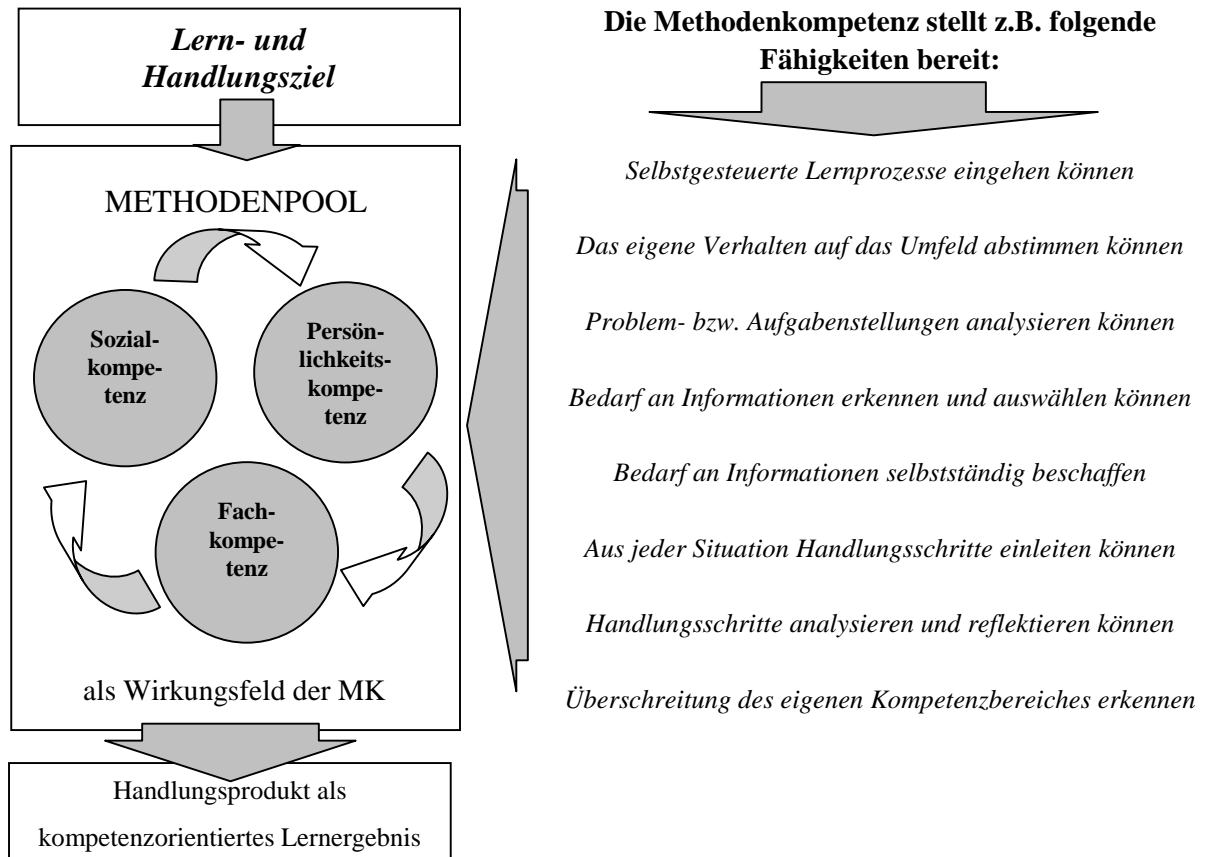 Lern- und
Handlungsziel
METHODENPOOL
Sozial-
kompe-
tenz
Persön-
lichkeits-
kompe-
tenz
Fach-
kompe-
tenz
als Wirkungsfeld der MK
Handlungsprodukt als
kompetenzorientiertes Lernergebnis
Die Methodenkompetenz stellt z.B. folgende
Fähigkeiten bereit:
Selbstgesteuerte Lernprozesse eingehen können
Das eigene Verhalten auf das Umfeld abstimmen können
Problem- bzw. Aufgabenstellungen analysieren können
Bedarf an Informationen erkennen und auswählen können
Bedarf an Informationen selbstständig beschaffen
Aus jeder Situation Handlungsschritte einleiten können
Handlungsschritte analysieren und reflektieren können
Überschreitung des eigenen Kompetenzbereiches erkennen